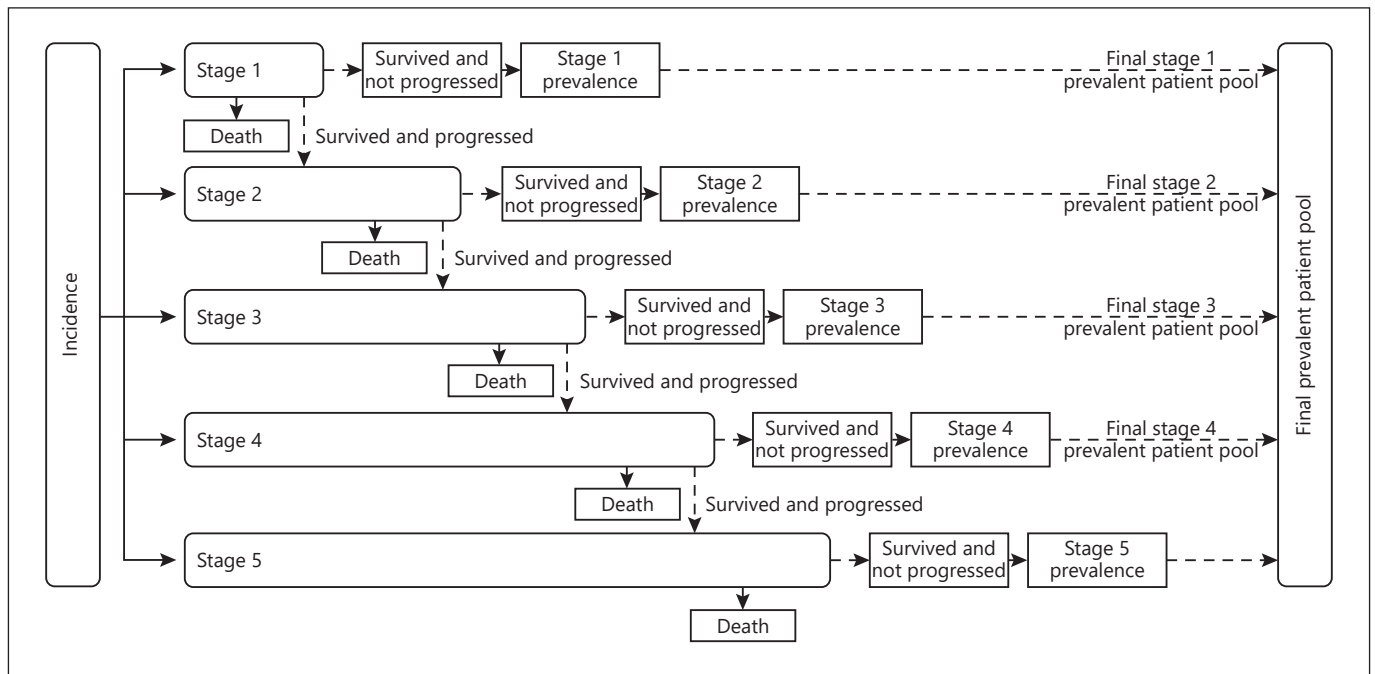 Incidence
Stage 1
Survived and
not progressed
Stage 1
prevalence
Final stage 1
prevalent patient pool
Death
Survived and progressed
Stage 2
Survived and
not progressed
Stage 2
prevalence
Final stage 2
prevalent patient pool
Death
Survived and progressed
Stage 3
Survived and
not progressed
Stage 3
prevalence
Final stage 3
prevalent patient pool
Death
Survived and progressed
Stage 4
Survived and
not progressed
Stage 4
prevalence
Final stage 4
prevalent patient pool
Death
Survived and progressed
Stage 5
Survived and
not progressed
Stage 5
prevalence
Death
Final prevalent patient pool